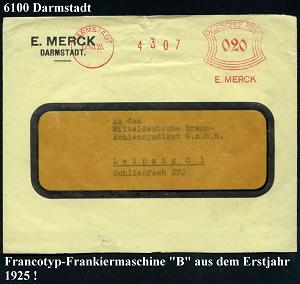 6100 Darmstadt
E. MERCK
DARMSTADT.
DARMSTADT
4307
DEUTSCHES REICH
020
E. MERCK
An das
Mitteldeutsche Braun-
kohlensyndikat G.m.b.H.
Leipzig C 1
Schließfach 272
Francotyp-Frankiermaschine "B" aus dem Erstjahr
1925 !